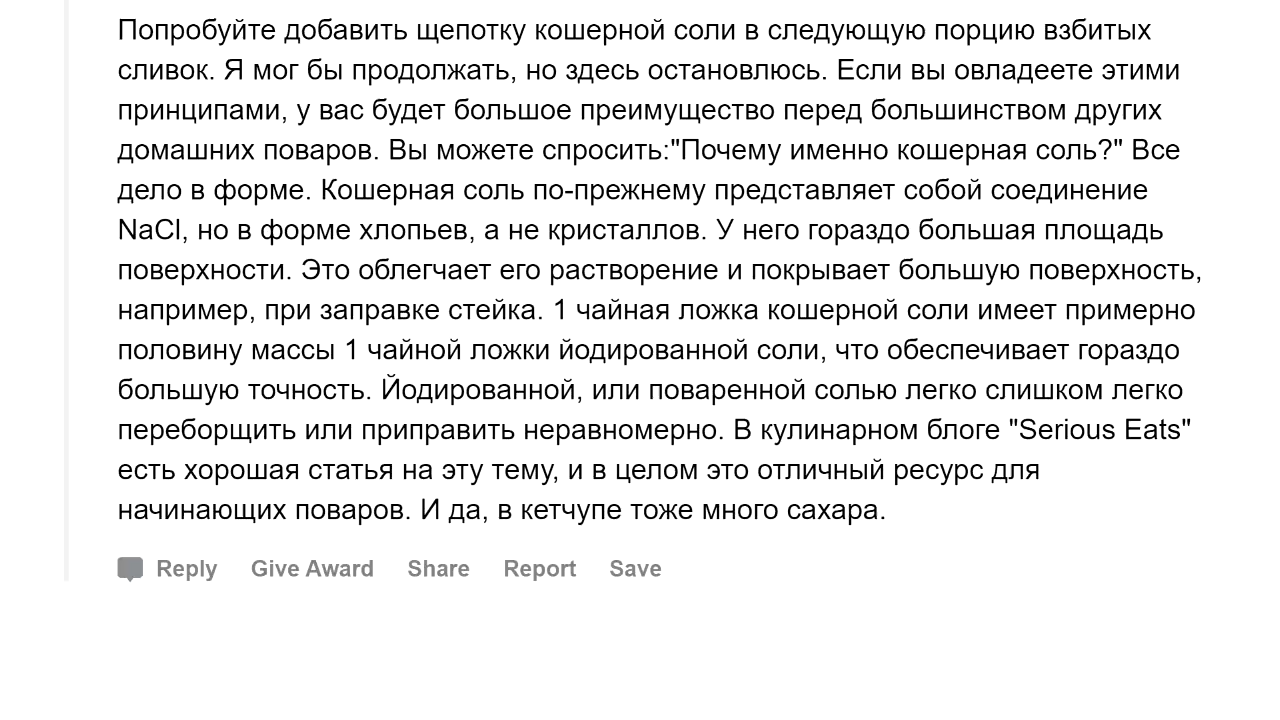 Попробуйте добавить щепотку кошерной соли в следующую порцию взбитых
сливок. Я мог бы продолжать, но здесь остановлюсь. Если вы овладеете этими
принципами, у вас будет большое преимущество перед большинством других
домашних поваров. Вы можете спросить:"Почему именно кошерная соль?" Все
дело в форме. Кошерная соль по-прежнему представляет собой соединение
NaCl, но в форме хлопьев, а не кристаллов. У него гораздо большая площадь
поверхности. Это облегчает его растворение и покрывает большую поверхность,
например, при заправке стейка. 1 чайная ложка кошерной соли имеет примерно
половину массы 1 чайной ложки йодированной соли, что обеспечивает гораздо
большую точность. Йодированной, или поваренной солью легко слишком легко
переборщить или приправить неравномерно. В кулинарном блоге "Serious Eats"
есть хорошая статья на эту тему, и в целом это отличный ресурс для
начинающих поваров. И да, в кетчупе тоже много сахара.
Reply Give Award Share Report Save